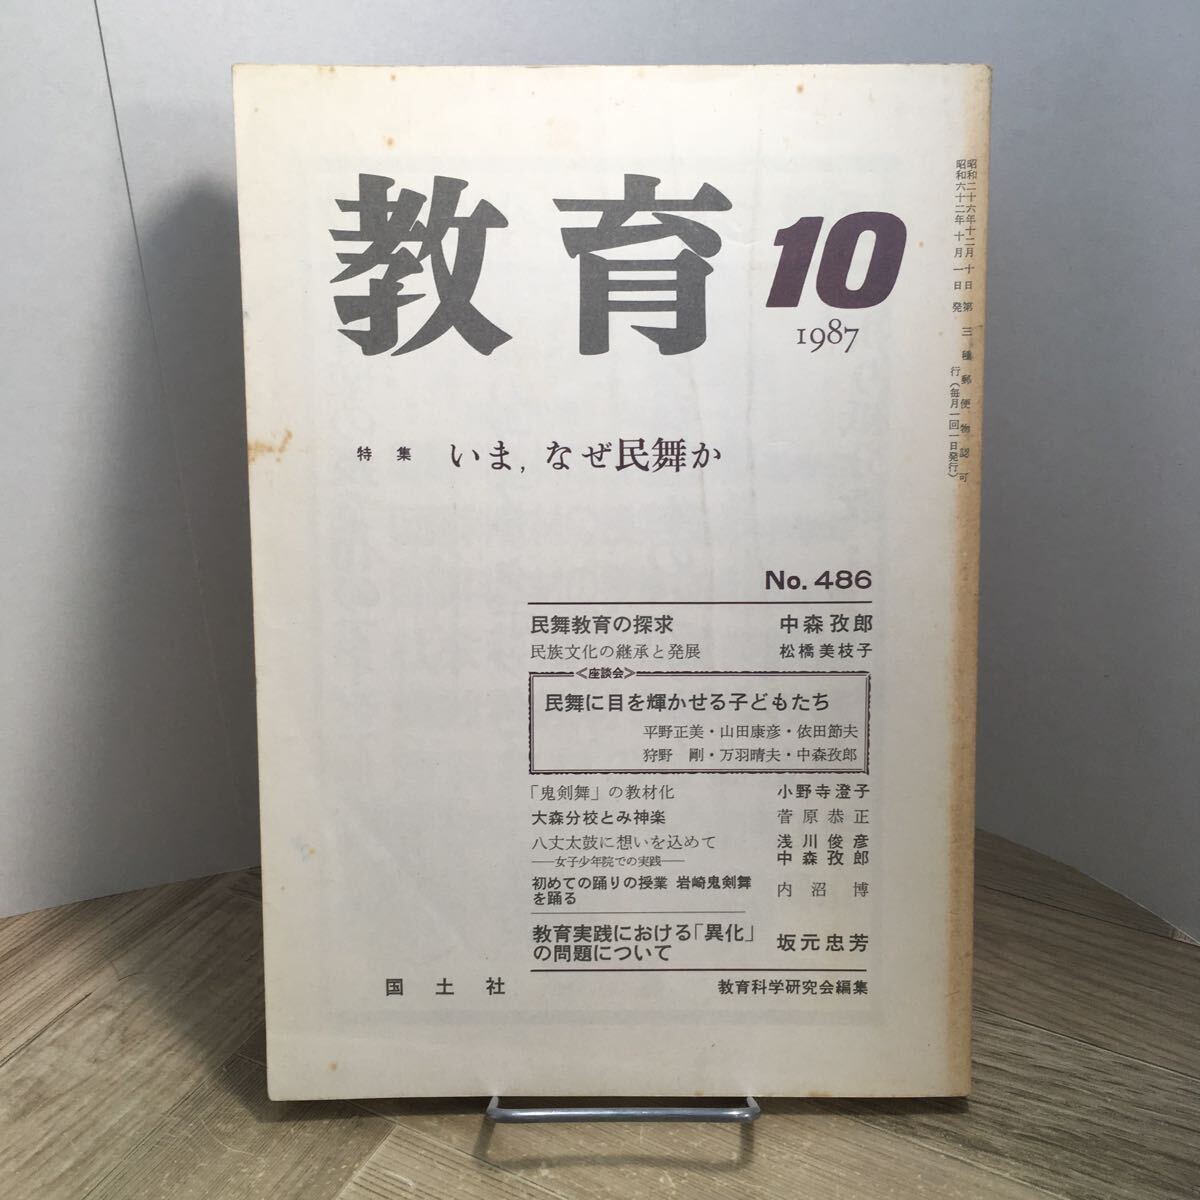 教育 10
1987
特集 いま,なぜ民舞か
No.486
民舞教育の探求 中森孜郎
民族文化の継承と発展 松橋美枝子
<座談会>
民舞に目を輝かせる子どもたち
平野正美・山田康彦・依田節夫
狩野 剛・万羽晴夫・中森孜郎
「鬼剣舞」の教材化 小野寺澄子
大森分校とみ神楽 菅原恭正
八丈太鼓に想いを込めて 浅川俊彦
――女子少年院での実践―― 中森孜郎
初めての踊りの授業 岩崎鬼剣舞
を踊る 内沼 博
教育実践における「異化」
の問題について 坂元忠芳
国土社 教育科学研究会編集
昭和二十六年十二月十日 第三種郵便物認可
昭和六十二年十月一日発行(毎月一回一日発行)